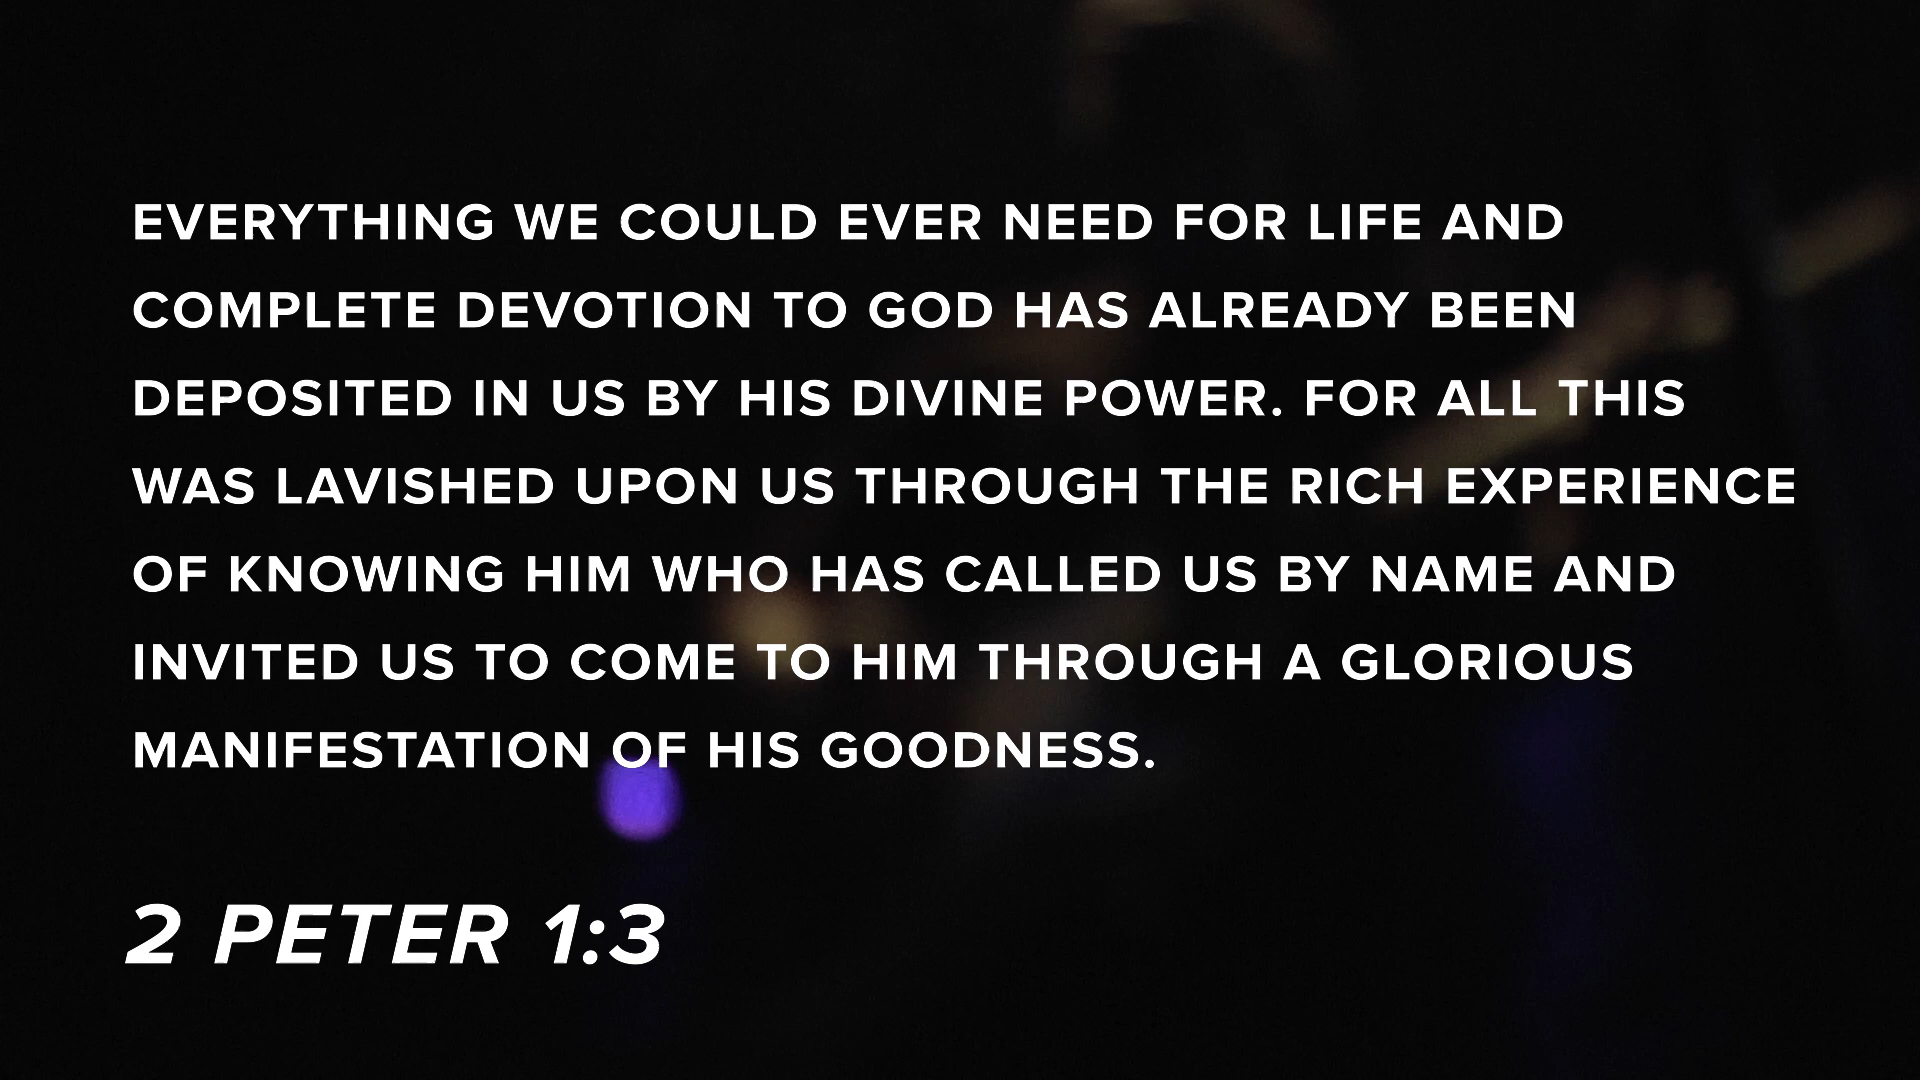 EVERYTHING WE COULD EVER NEED FOR LIFE AND
COMPLETE DEVOTION TO GOD HAS ALREADY BEEN
DEPOSITED IN US BY HIS DIVINE POWER. FOR ALL THIS
WAS LAVISHED UPON US THROUGH THE RICH EXPERIENCE
OF KNOWING HIM WHO HAS CALLED US BY NAME AND
INVITED US TO COME TO HIM THROUGH A GLORIOUS
MANIFESTATION OF HIS GOODNESS.
2 PETER 1:3